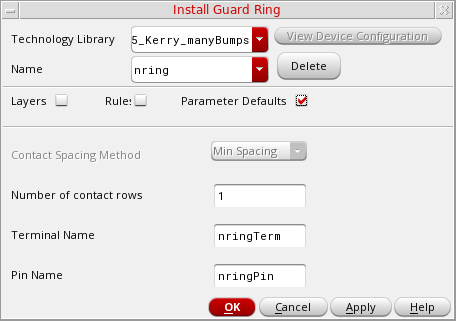 Install Guard Ring
Technology Library 5_Kerry_manyBumps View Device Configuration
Name nring Delete
Layers Rules Parameter Defaults
Contact Spacing Method Min Spacing
Number of contact rows 1
Terminal Name nringTerm
Pin Name nringPin
OK Cancel Apply Help